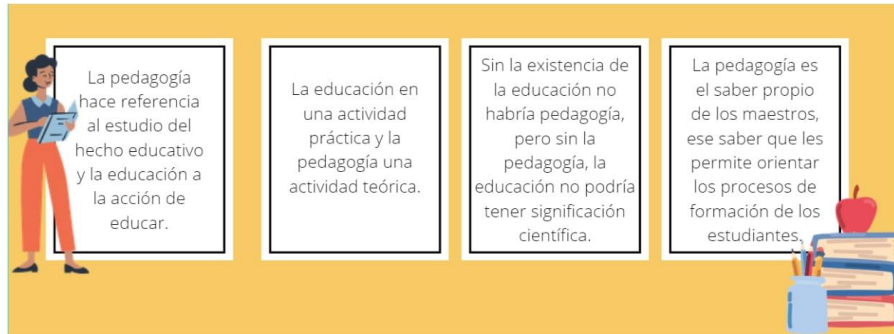 La pedagogía
hace referencia
al estudio del
hecho educativo
y la educación a
la acción de
educar.
La educación en
una actividad
práctica y la
pedagogía una
actividad teórica.
Sin la existencia de
la educación no
habría pedagogía,
pero sin la
pedagogía, la
educación no podría
tener significación
científica.
La pedagogía es
el saber propio
de los maestros,
ese saber que les
permite orientar
los procesos de
formación de los
estudiantes.